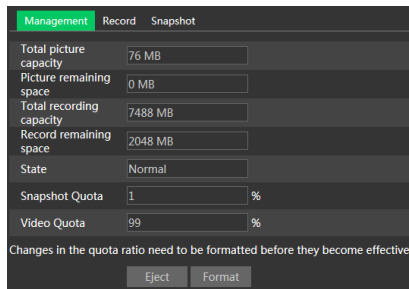 Management Record Snapshot
Total picture
capacity
76 MB
Picture remaining
space
0 MB
Total recording
capacity
7488 MB
Record remaining
space
2048 MB
State Normal
Snapshot Quota 1 %
Video Quota 99 %
Changes in the quota ratio need to be formatted before they become effective
Eject Format